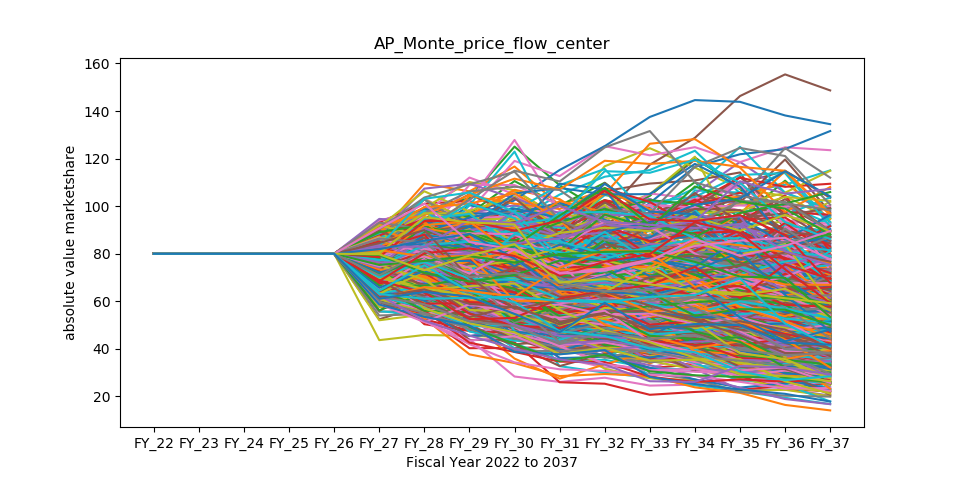 AP_Monte_price_flow_center
absolute value marketshare
160
140
120
100
80
60
40
20
FY_22 FY_23 FY_24 FY_25 FY_26 FY_27 FY_28 FY_29 FY_30 FY_31 FY_32 FY_33 FY_34 FY_35 FY_36 FY_37
Fiscal Year 2022 to 2037